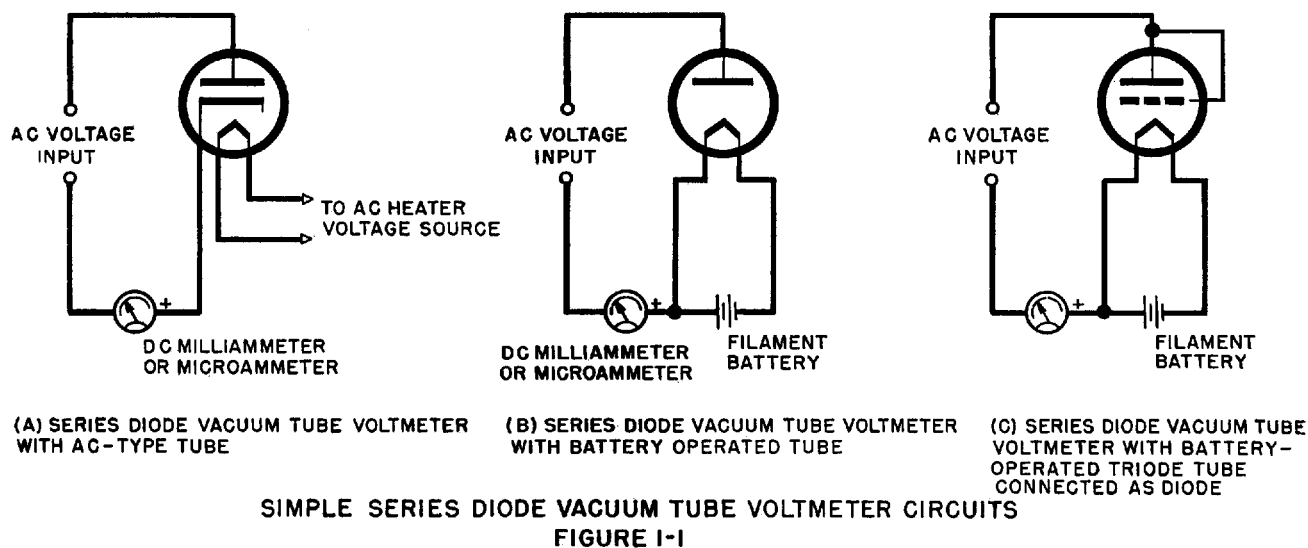 AC VOLTAGE
INPUT
TO AC HEATER
VOLTAGE SOURCE
+
DC MILLIAMMETER
OR MICROAMMETER
(A) SERIES DIODE VACUUM TUBE VOLTMETER
WITH AC-TYPE TUBE
AC VOLTAGE
INPUT
+
DC MILLIAMMETER
OR MICROAMMETER
FILAMENT
BATTERY
(B) SERIES DIODE VACUUM TUBE VOLTMETER
WITH BATTERY OPERATED TUBE
AC VOLTAGE
INPUT
+
FILAMENT
BATTERY
(C) SERIES DIODE VACUUM TUBE
VOLTMETER WITH BATTERY-
OPERATED TRIODE TUBE
CONNECTED AS DIODE
SIMPLE SERIES DIODE VACUUM TUBE VOLTMETER CIRCUITS
FIGURE 1-1